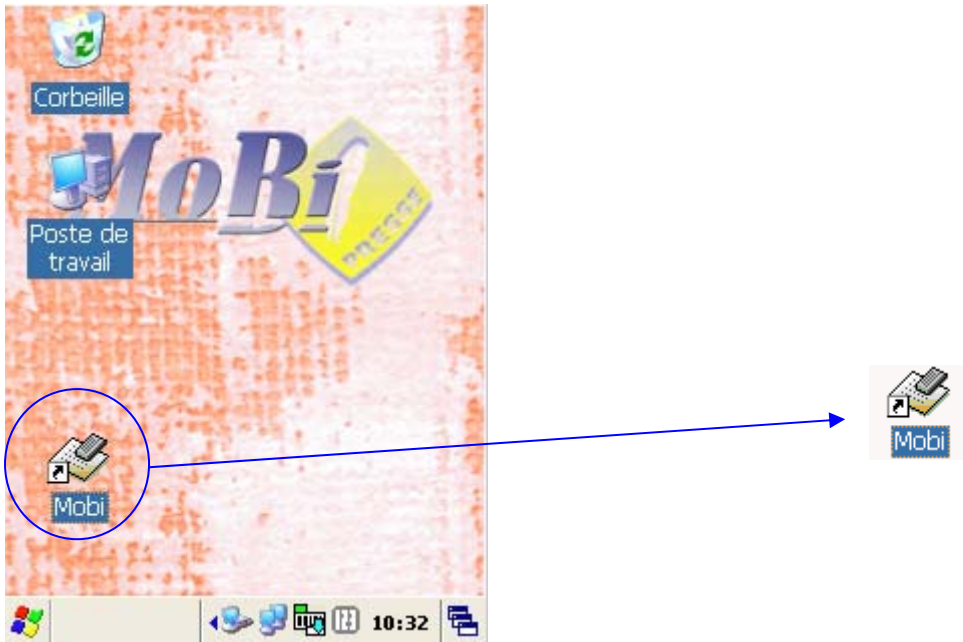 Corbeille
MoBi
PRESSE
Poste de
travail
Mobi
Mobi
10:32